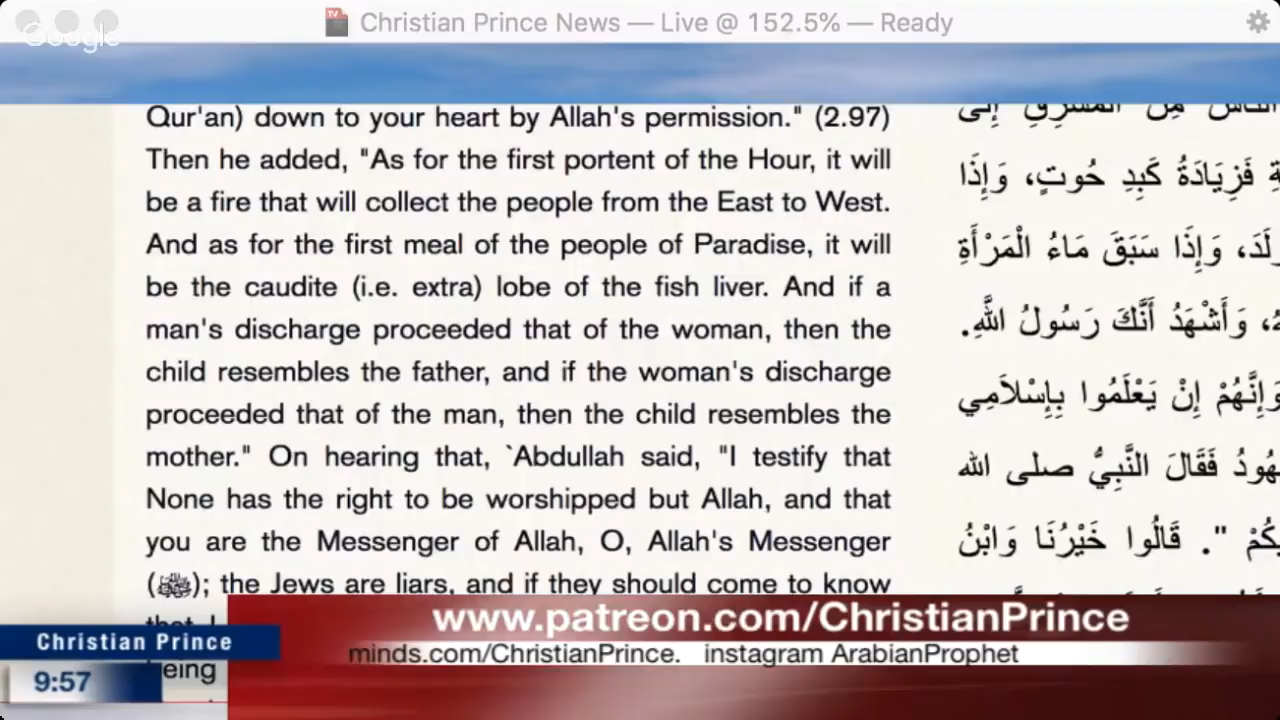 Christian Prince News — Live @ 152.5% — Ready
Google
Qur'an) down to your heart by Allah's permission." (2.97)
Then he added, "As for the first portent of the Hour, it will
be a fire that will collect the people from the East to West.
And as for the first meal of the people of Paradise, it will
be the caudite (i.e. extra) lobe of the fish liver. And if a
man's discharge proceeded that of the woman, then the
child resembles the father, and if the woman's discharge
proceeded that of the man, then the child resembles the
mother." On hearing that, `Abdullah said, "I testify that
None has the right to be worshipped but Allah, and that
you are the Messenger of Allah, O, Allah's Messenger
(ﷺ); the Jews are liars, and if they should come to know
that I
being
النَّاسَ مِنَ الْمَشْرِقِ إِلَى
فَزِيَادَةُ كَبِدِ حُوتٍ، وَإِذَا
وَإِذَا سَبَقَ مَاءُ الْمَرْأَةِ
وَأَشْهَدُ أَنَّكَ رَسُولُ اللَّهِ.
وَإِنَّهُمْ إِنْ يَعْلَمُوا بِإِسْلاَمِي
فَقَالَ النَّبِيُّ صلى الله
". قَالُوا خَيْرُنَا وَابْنُ
www.patreon.com/ChristianPrince
minds.com/ChristianPrince. instagram ArabianProphet
Christian Prince
9:57